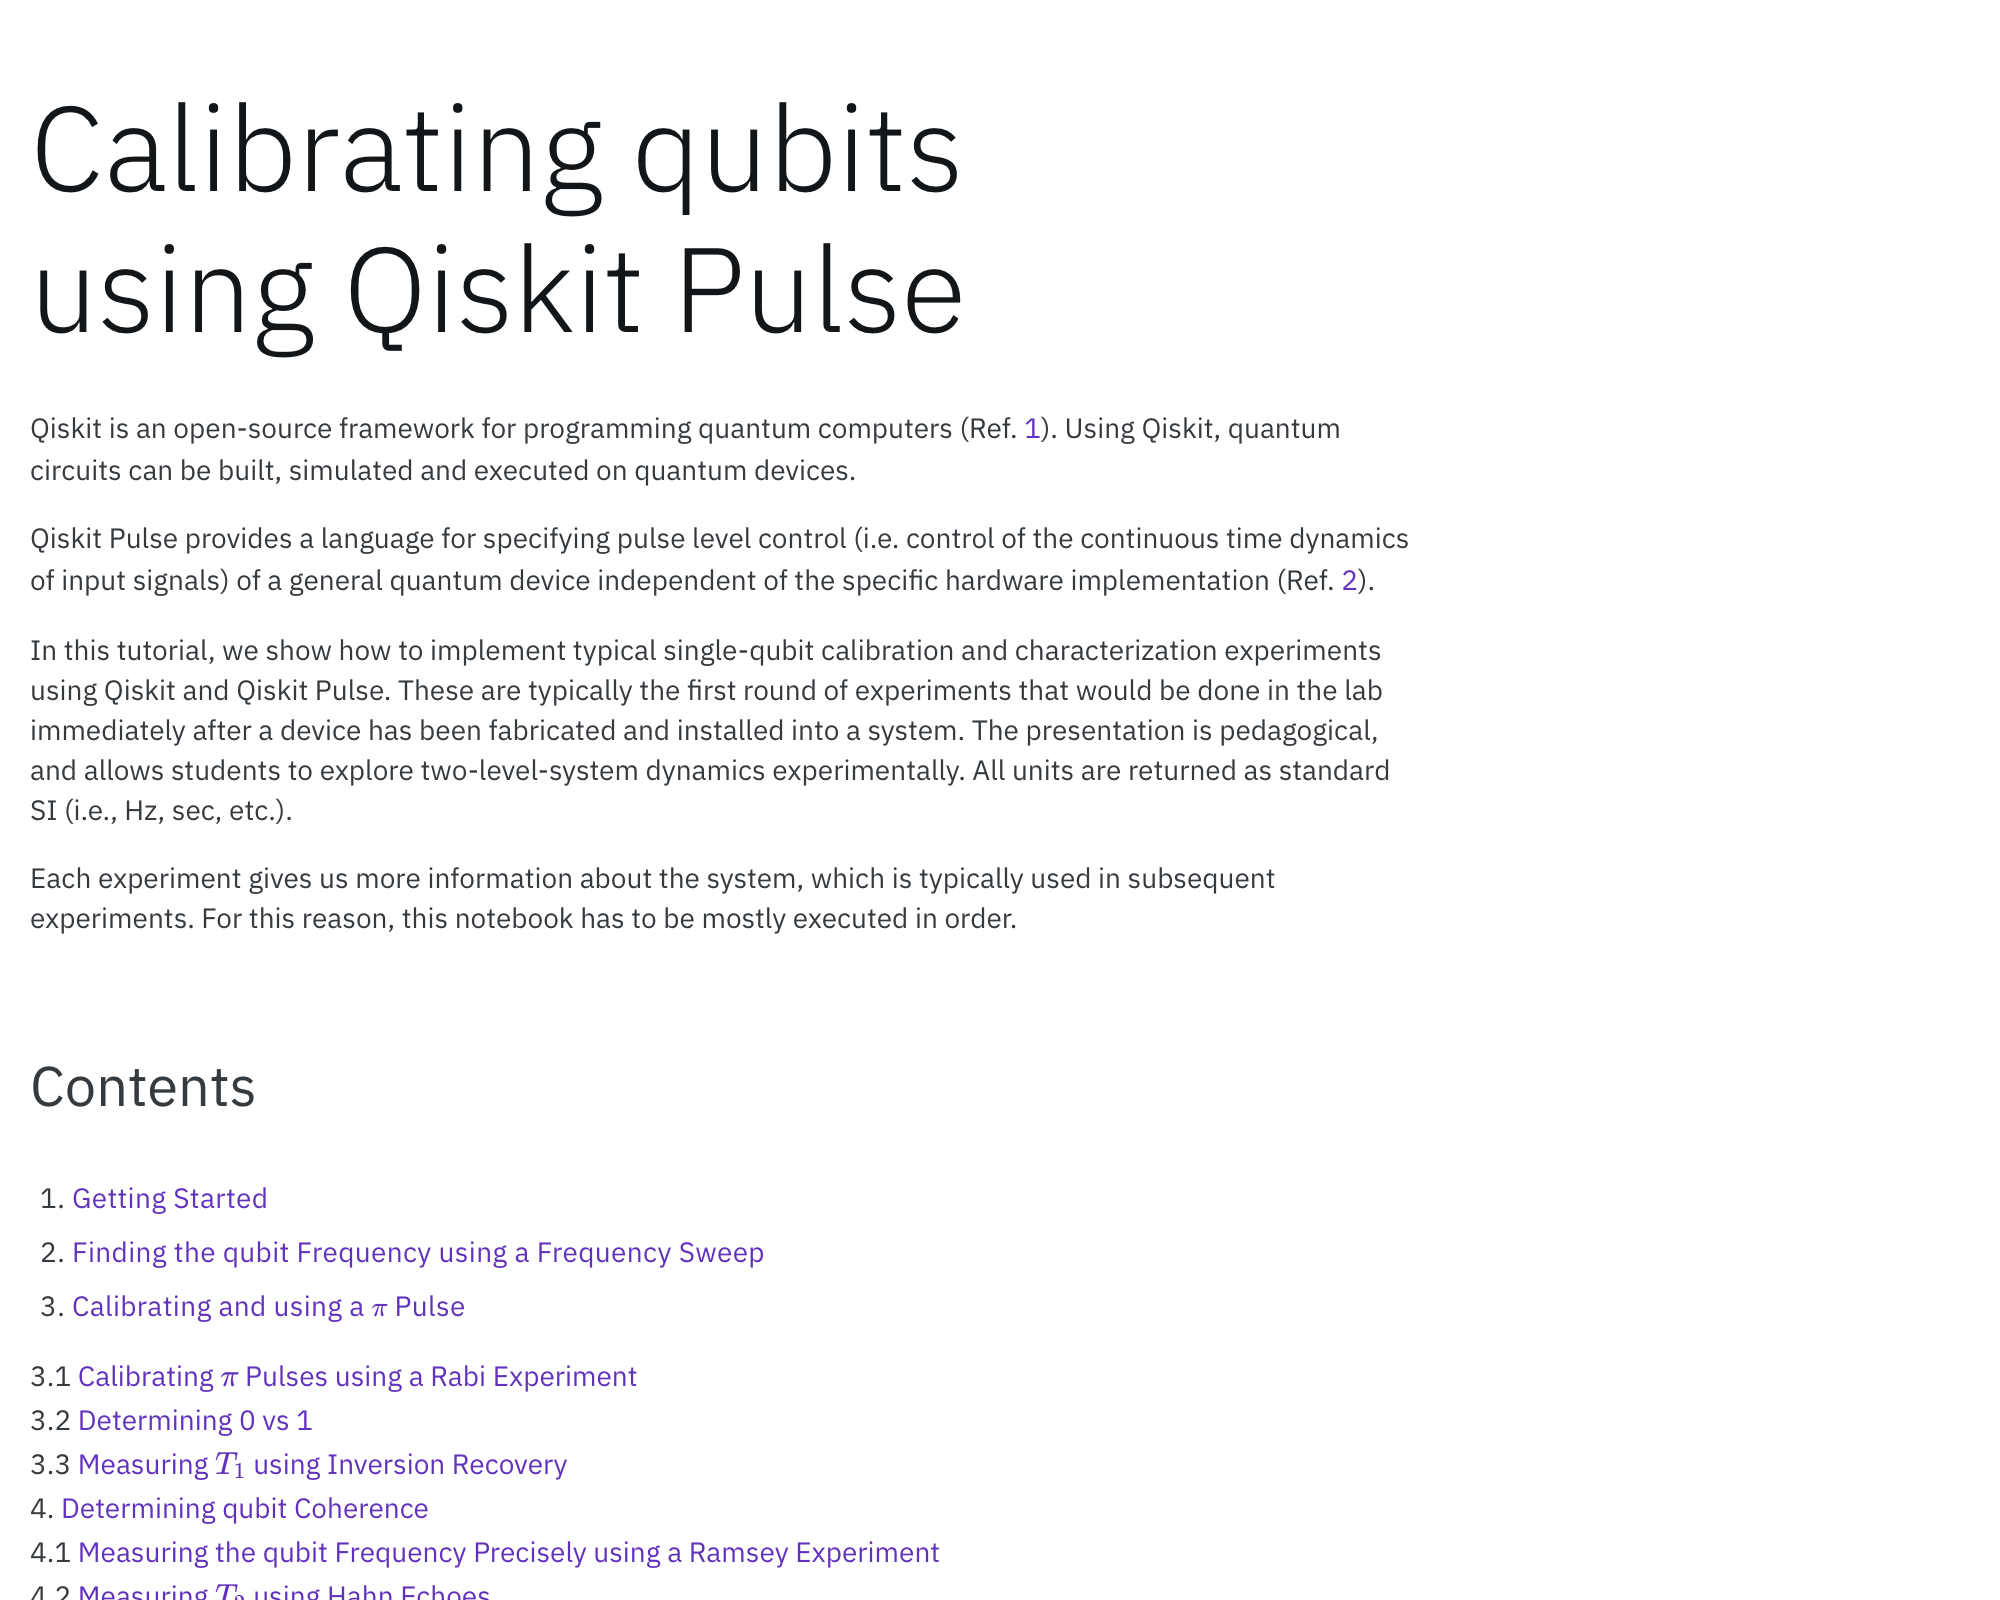 Calibrating qubits
using Qiskit Pulse
Qiskit is an open-source framework for programming quantum computers (Ref. 1). Using Qiskit, quantum
circuits can be built, simulated and executed on quantum devices.
Qiskit Pulse provides a language for specifying pulse level control (i.e. control of the continuous time dynamics
of input signals) of a general quantum device independent of the specific hardware implementation (Ref. 2).
In this tutorial, we show how to implement typical single-qubit calibration and characterization experiments
using Qiskit and Qiskit Pulse. These are typically the first round of experiments that would be done in the lab
immediately after a device has been fabricated and installed into a system. The presentation is pedagogical,
and allows students to explore two-level-system dynamics experimentally. All units are returned as standard
SI (i.e., Hz, sec, etc.).
Each experiment gives us more information about the system, which is typically used in subsequent
experiments. For this reason, this notebook has to be mostly executed in order.
Contents
1. Getting Started
2. Finding the qubit Frequency using a Frequency Sweep
3. Calibrating and using a π Pulse
3.1 Calibrating π Pulses using a Rabi Experiment
3.2 Determining 0 vs 1
3.3 Measuring T₁ using Inversion Recovery
4. Determining qubit Coherence
4.1 Measuring the qubit Frequency Precisely using a Ramsey Experiment
4.2 Measuring T₂ using Hahn Echoes